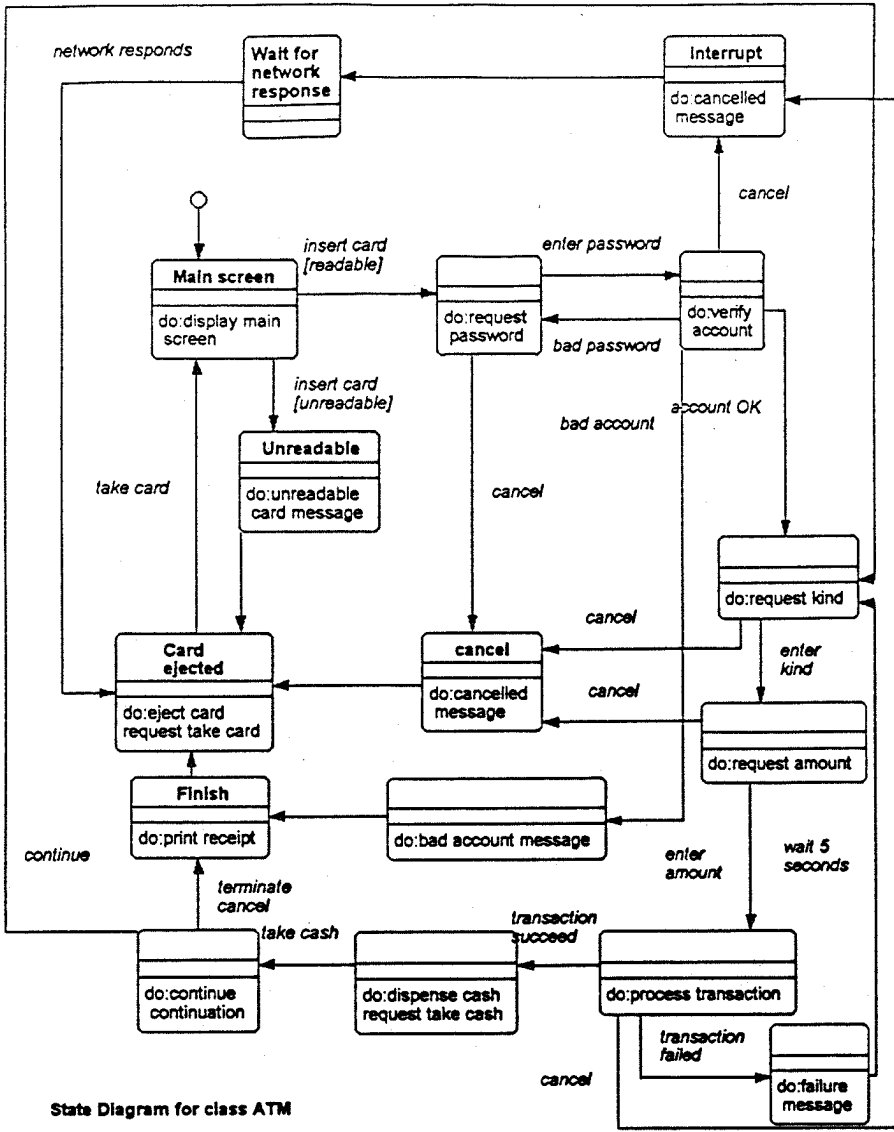 network responds
Wait for
network
response
Interrupt
do:cancelled
message
cancel
insert card
[readable]
enter password
Main screen
do:display main
screen
do:request
password
do:verify
account
bad password
insert card
[unreadable]
bad account
account OK
Unreadable
do:unreadable
card message
take card
cancel
do:request kind
cancel
enter
kind
Card
ejected
do:eject card
request take card
cancel
do:cancelled
message
cancel
do:request amount
Finish
do:print receipt
do:bad account message
continue
enter
amount
wait 5
seconds
terminate
cancel
take cash
transaction
succeed
do:continue
continuation
do:dispense cash
request take cash
do:process transaction
transaction
failed
cancel
do:failure
message
State Diagram for class ATM